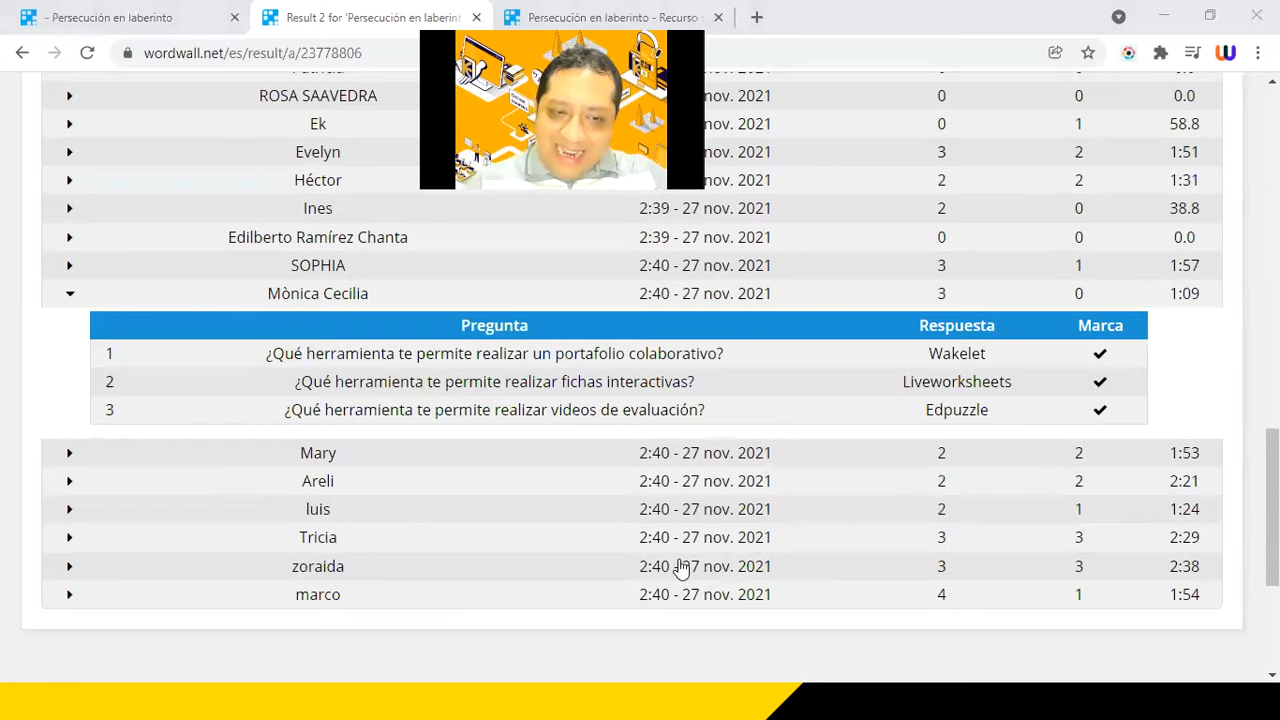 - Persecución en laberinto
Result 2 for 'Persecución en laberint
Persecución en laberinto - Recurso
wordwall.net/es/result/a/23778806
ROSA SAAVEDRA nov. 2021 0 0 0.0
Ek nov. 2021 0 1 58.8
Evelyn nov. 2021 3 2 1:51
Héctor nov. 2021 2 2 1:31
Ines 2:39 - 27 nov. 2021 2 0 38.8
Edilberto Ramírez Chanta 2:39 - 27 nov. 2021 0 0 0.0
SOPHIA 2:40 - 27 nov. 2021 3 1 1:57
Mònica Cecilia 2:40 - 27 nov. 2021 3 0 1:09
Pregunta Respuesta Marca
1 ¿Qué herramienta te permite realizar un portafolio colaborativo? Wakelet
2 ¿Qué herramienta te permite realizar fichas interactivas? Liveworksheets
3 ¿Qué herramienta te permite realizar videos de evaluación? Edpuzzle
Mary 2:40 - 27 nov. 2021 2 2 1:53
Areli 2:40 - 27 nov. 2021 2 2 2:21
luis 2:40 - 27 nov. 2021 2 1 1:24
Tricia 2:40 - 27 nov. 2021 3 3 2:29
zoraida 2:40 - 27 nov. 2021 3 3 2:38
marco 2:40 - 27 nov. 2021 4 1 1:54